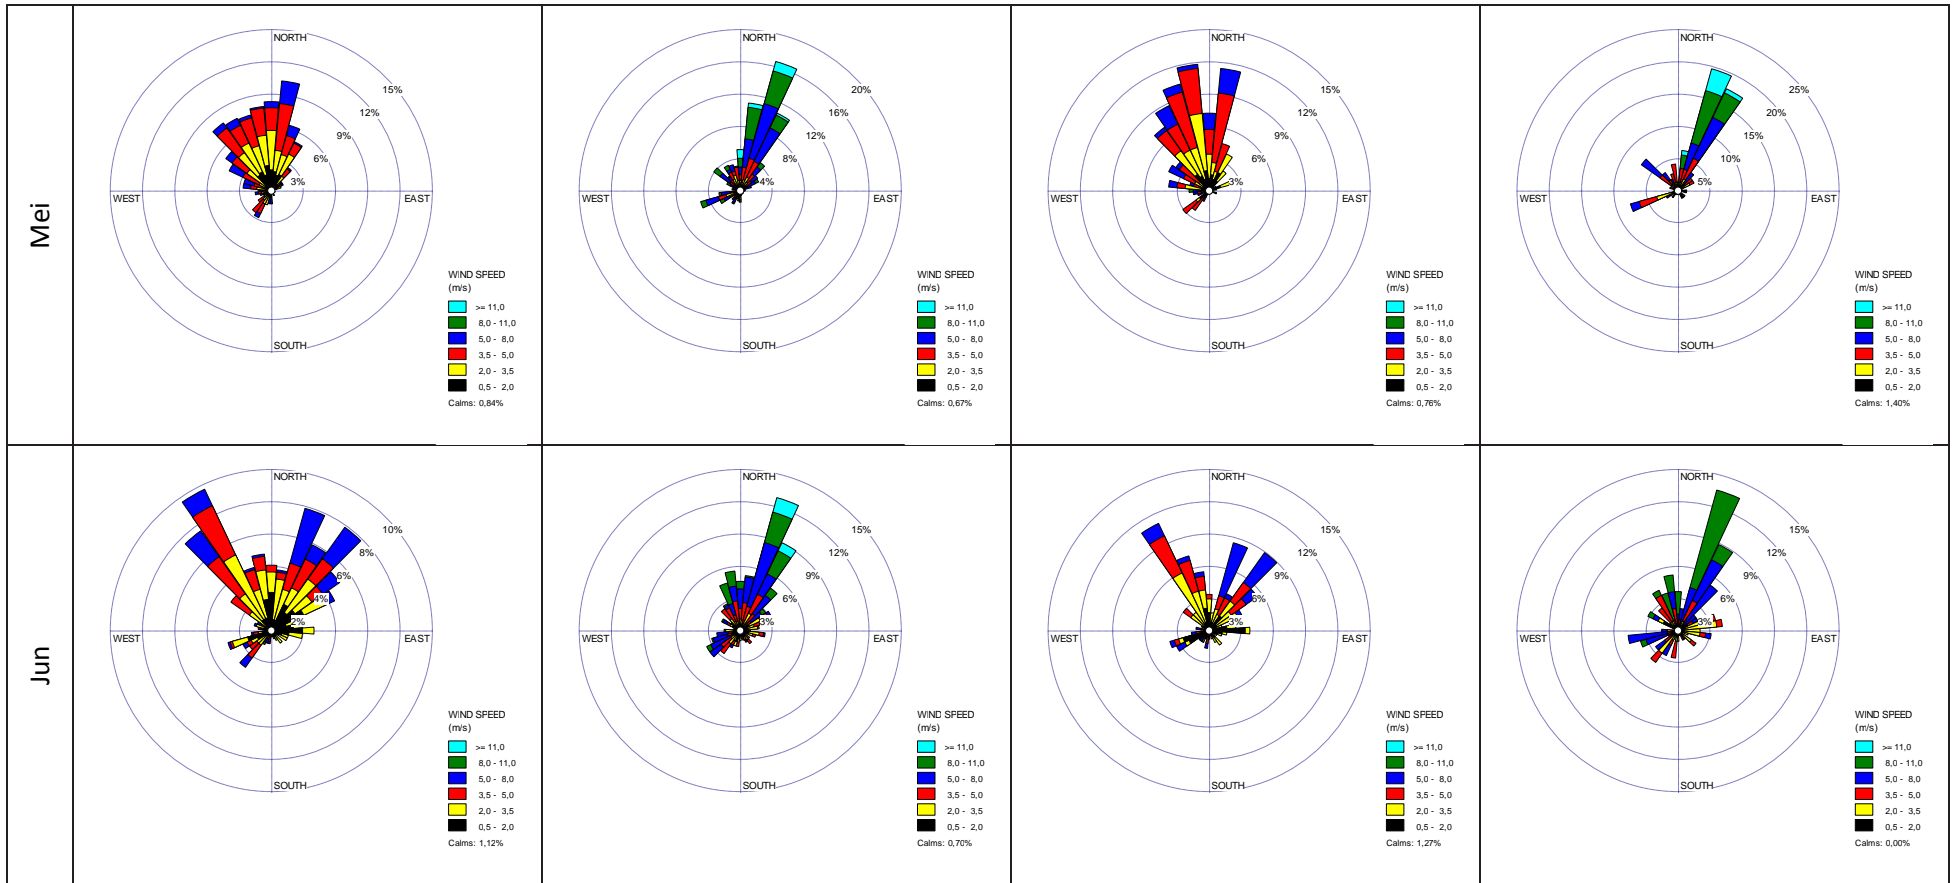 Mei
NORTH
15%
12%
9%
6%
3%
WEST
EAST
SOUTH
WIND SPEED
(m/s)
>= 11,0
8,0 - 11,0
5,0 - 8,0
3,5 - 5,0
2,0 - 3,5
0,5 - 2,0
Calms: 0,84%
NORTH
20%
16%
12%
8%
4%
WEST
EAST
SOUTH
WIND SPEED
(m/s)
>= 11,0
8,0 - 11,0
5,0 - 8,0
3,5 - 5,0
2,0 - 3,5
0,5 - 2,0
Calms: 0,67%
NORTH
15%
12%
9%
6%
3%
WEST
EAST
SOUTH
WIND SPEED
(m/s)
>= 11,0
8,0 - 11,0
5,0 - 8,0
3,5 - 5,0
2,0 - 3,5
0,5 - 2,0
Calms: 0,76%
NORTH
25%
20%
15%
10%
5%
WEST
EAST
SOUTH
WIND SPEED
(m/s)
>= 11,0
8,0 - 11,0
5,0 - 8,0
3,5 - 5,0
2,0 - 3,5
0,5 - 2,0
Calms: 1,40%
Jun
NORTH
10%
8%
6%
4%
2%
WEST
EAST
SOUTH
WIND SPEED
(m/s)
>= 11,0
8,0 - 11,0
5,0 - 8,0
3,5 - 5,0
2,0 - 3,5
0,5 - 2,0
Calms: 1,12%
NORTH
15%
12%
9%
6%
3%
WEST
EAST
SOUTH
WIND SPEED
(m/s)
>= 11,0
8,0 - 11,0
5,0 - 8,0
3,5 - 5,0
2,0 - 3,5
0,5 - 2,0
Calms: 0,70%
NORTH
15%
12%
9%
6%
3%
WEST
EAST
SOUTH
WIND SPEED
(m/s)
>= 11,0
8,0 - 11,0
5,0 - 8,0
3,5 - 5,0
2,0 - 3,5
0,5 - 2,0
Calms: 1,27%
NORTH
15%
12%
9%
6%
3%
WEST
EAST
SOUTH
WIND SPEED
(m/s)
>= 11,0
8,0 - 11,0
5,0 - 8,0
3,5 - 5,0
2,0 - 3,5
0,5 - 2,0
Calms: 0,00%